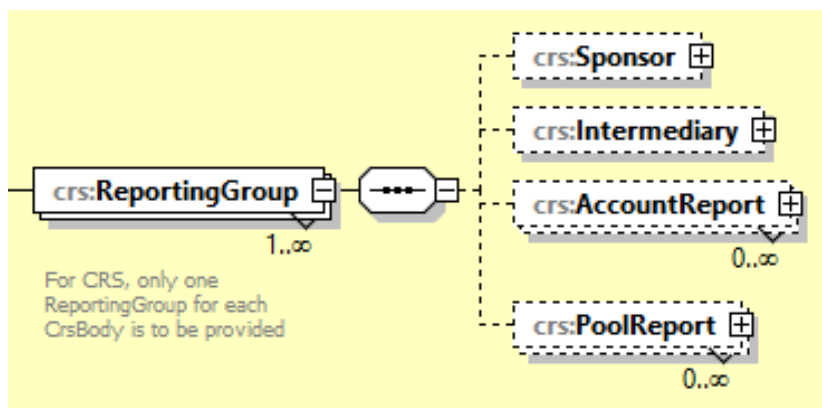 crs:Sponsor
crs:Intermediary
crs:ReportingGroup
crs:AccountReport
1..∞
0..∞
For CRS, only one
ReportingGroup for each
CrsBody is to be provided
crs:PoolReport
0..∞